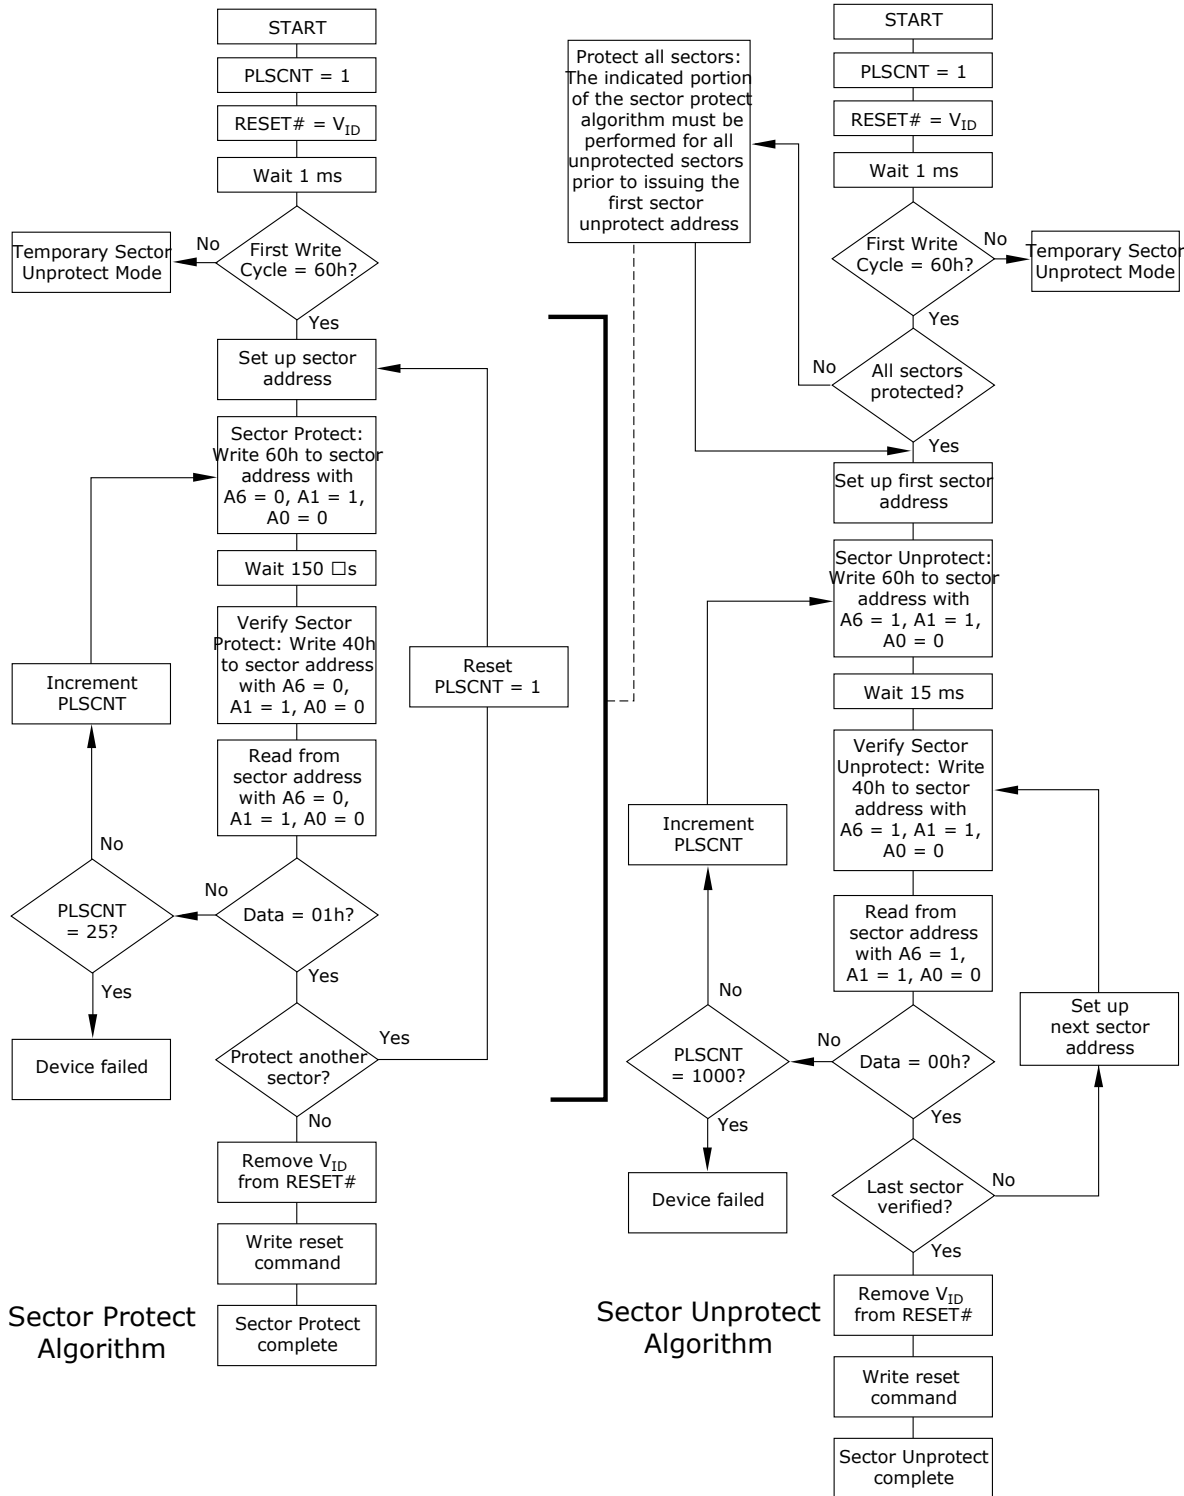 START
PLSCNT = 1
RESET# = VID
Wait 1 ms
First Write
Cycle = 60h?
No
Temporary Sector
Unprotect Mode
Yes
Set up sector
address
Sector Protect:
Write 60h to sector
address with
A6 = 0, A1 = 1,
A0 = 0
Wait 150 □s
Verify Sector
Protect: Write 40h
to sector address
with A6 = 0,
A1 = 1, A0 = 0
Increment
PLSCNT
Reset
PLSCNT = 1
Read from
sector address
with A6 = 0,
A1 = 1, A0 = 0
No
PLSCNT
= 25?
No
Data = 01h?
Yes
Yes
Device failed
Protect another
sector?
Yes
No
Remove VID
from RESET#
Write reset
command
Sector Protect
complete
Sector Protect
Algorithm
Protect all sectors:
The indicated portion
of the sector protect
algorithm must be
performed for all
unprotected sectors
prior to issuing the
first sector
unprotect address
START
PLSCNT = 1
RESET# = VID
Wait 1 ms
First Write
Cycle = 60h?
No
Temporary Sector
Unprotect Mode
Yes
All sectors
protected?
No
Yes
Set up first sector
address
Sector Unprotect:
Write 60h to sector
address with
A6 = 1, A1 = 1,
A0 = 0
Wait 15 ms
Verify Sector
Unprotect: Write
40h to sector
address with
A6 = 1, A1 = 1,
A0 = 0
Increment
PLSCNT
Read from
sector address
with A6 = 1,
A1 = 1, A0 = 0
No
PLSCNT
= 1000?
No
Data = 00h?
Set up
next sector
address
Yes
Yes
Device failed
Last sector
verified?
No
Yes
Remove VID
from RESET#
Write reset
command
Sector Unprotect
complete
Sector Unprotect
Algorithm